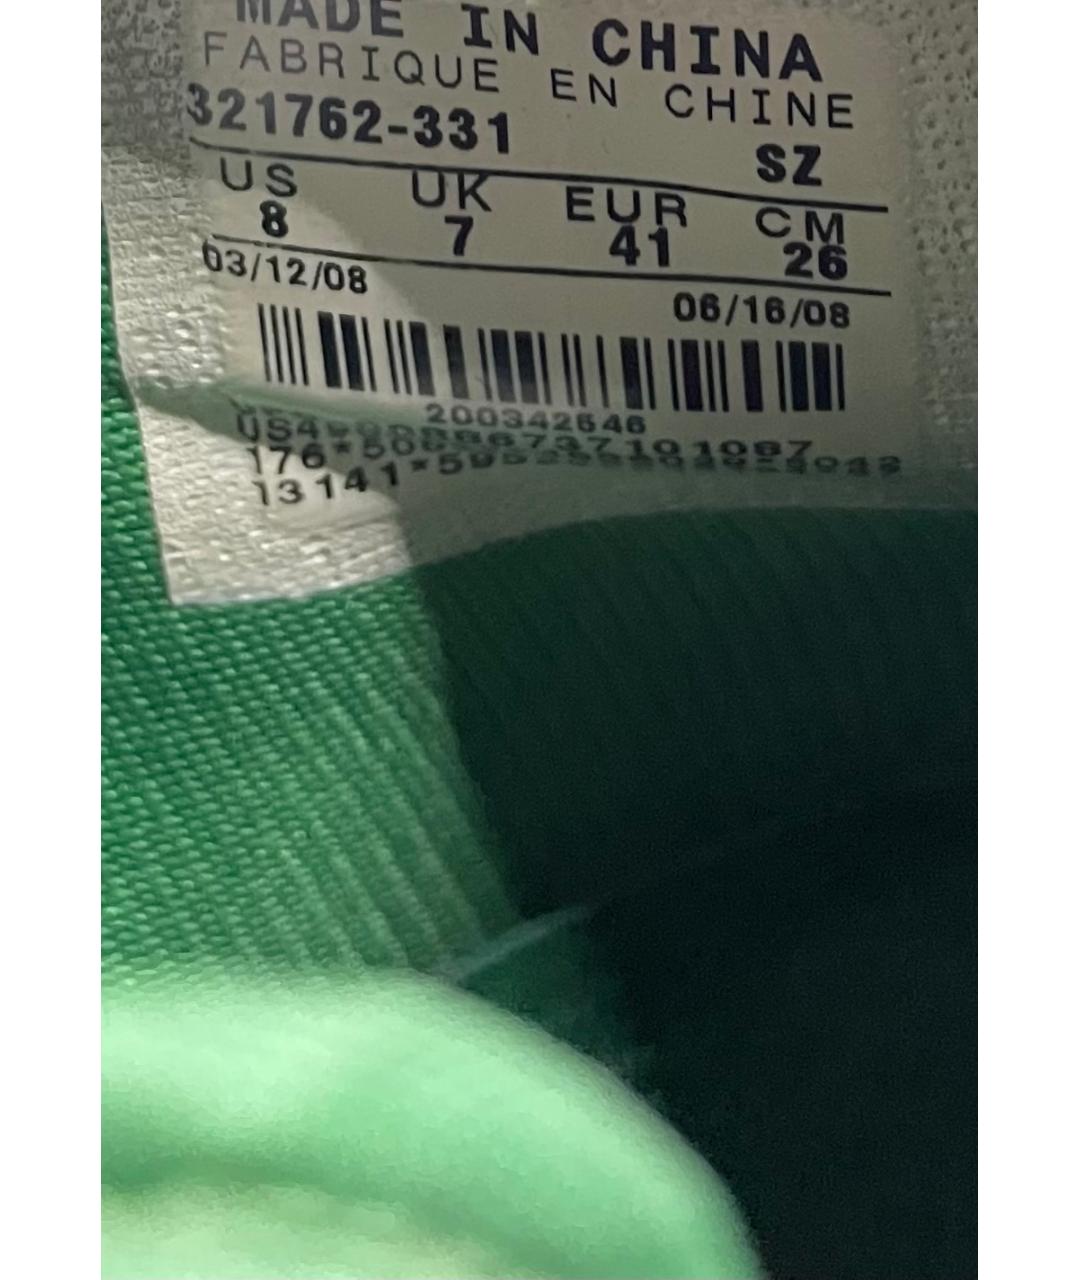 MADE IN CHINA
FABRIQUE EN CHINE
321762-331 SZ
US UK EUR CM
8 7 41 26
03/12/08 06/16/08
200342646
13141